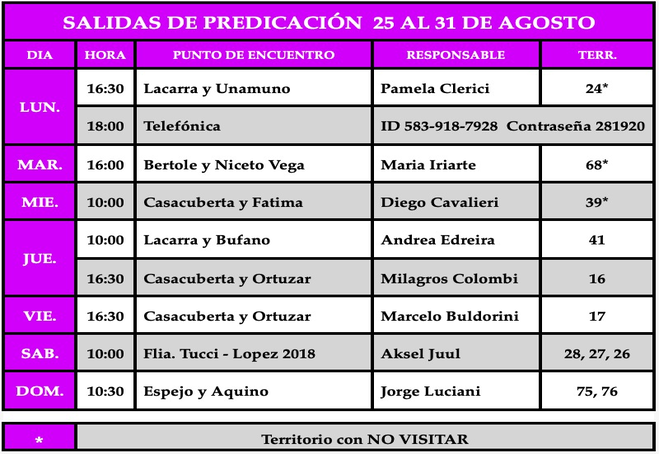 SALIDAS DE PREDICACIÓN 25 AL 31 DE AGOSTO
DIA HORA PUNTO DE ENCUENTRO RESPONSABLE TERR.
LUN.
16:30 Lacarra y Unamuno Pamela Clerici 24*
18:00 Telefónica ID 583-918-7928 Contraseña 281920
MAR. 16:00 Bertole y Niceto Vega Maria Iriarte 68*
MIE. 10:00 Casacuberta y Fatima Diego Cavalieri 39*
JUE.
10:00 Lacarra y Bufano Andrea Edreira 41
16:30 Casacuberta y Ortuzar Milagros Colombi 16
VIE. 16:30 Casacuberta y Ortuzar Marcelo Buldorini 17
SAB. 10:00 Flia. Tucci - Lopez 2018 Aksel Juul 28, 27, 26
DOM. 10:30 Espejo y Aquino Jorge Luciani 75, 76
* Territorio con NO VISITAR